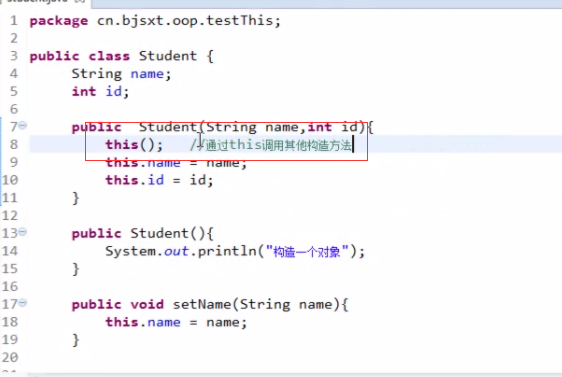 1 package cn.bjsxt.oop.testThis;
2
3 public class Student {
4 String name;
5 int id;
6
7 public Student(String name,int id){
8 this(); //通过this调用其他构造方法
9 this.name = name;
10 this.id = id;
11 }
12
13 public Student(){
14 System.out.println("构造一个对象");
15 }
16
17 public void setName(String name){
18 this.name = name;
19 }
20